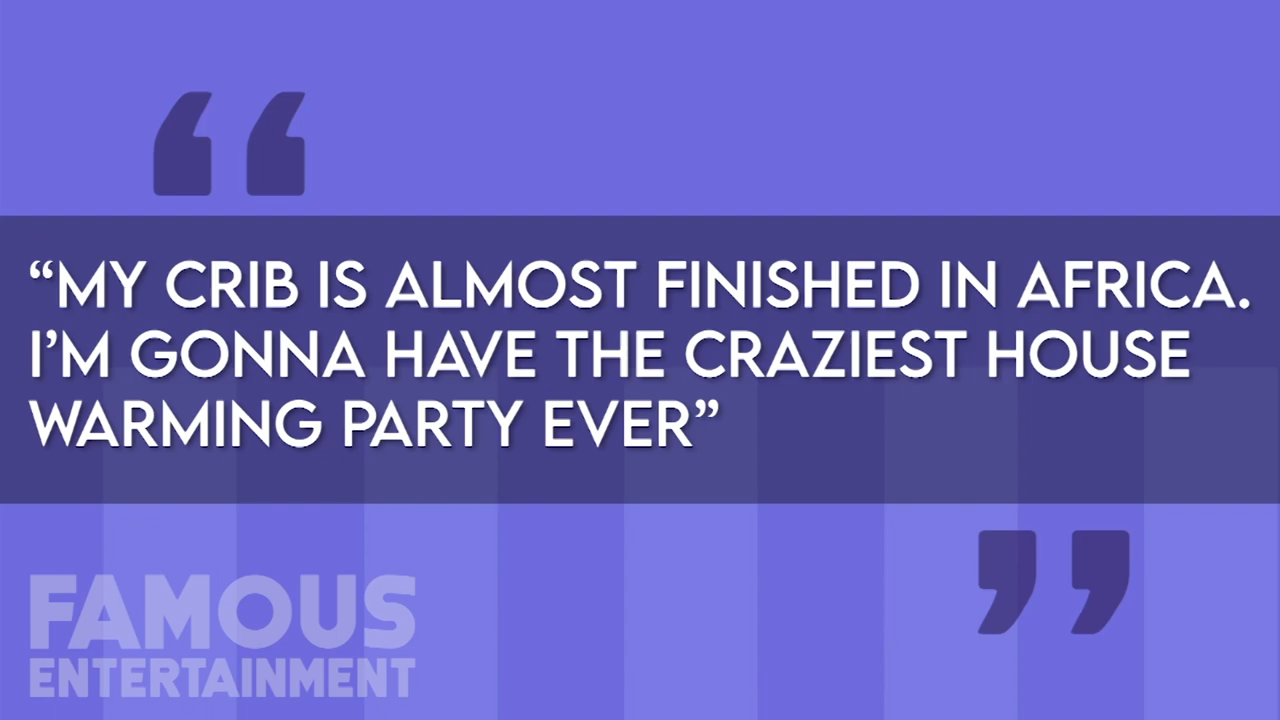 “MY CRIB IS ALMOST FINISHED IN AFRICA.
I’M GONNA HAVE THE CRAZIEST HOUSE
WARMING PARTY EVER”
FAMOUS
ENTERTAINMENT